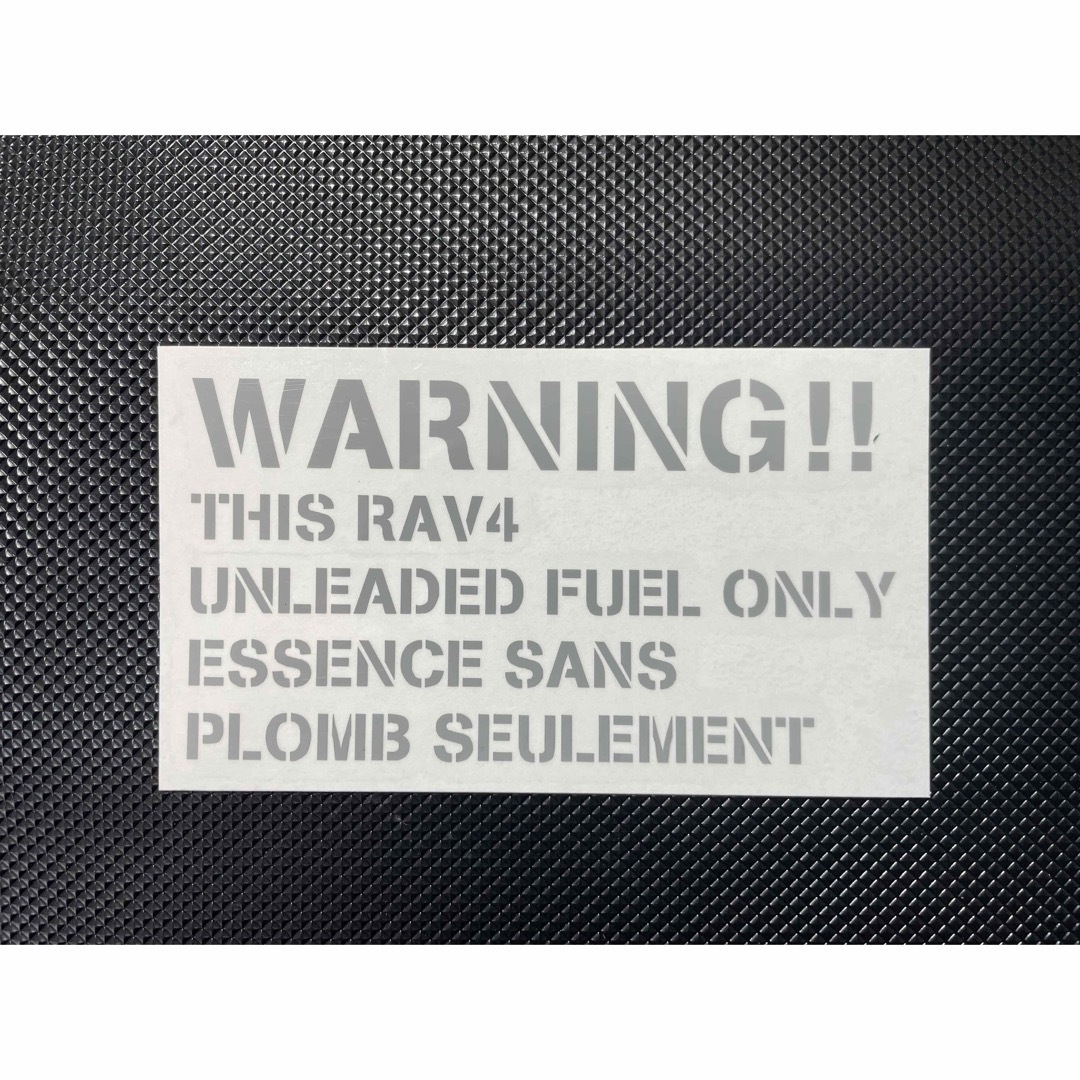 WARNING!!
THIS RAV4
UNLEADED FUEL ONLY
ESSENCE SANS
PLOMB SEULEMENT